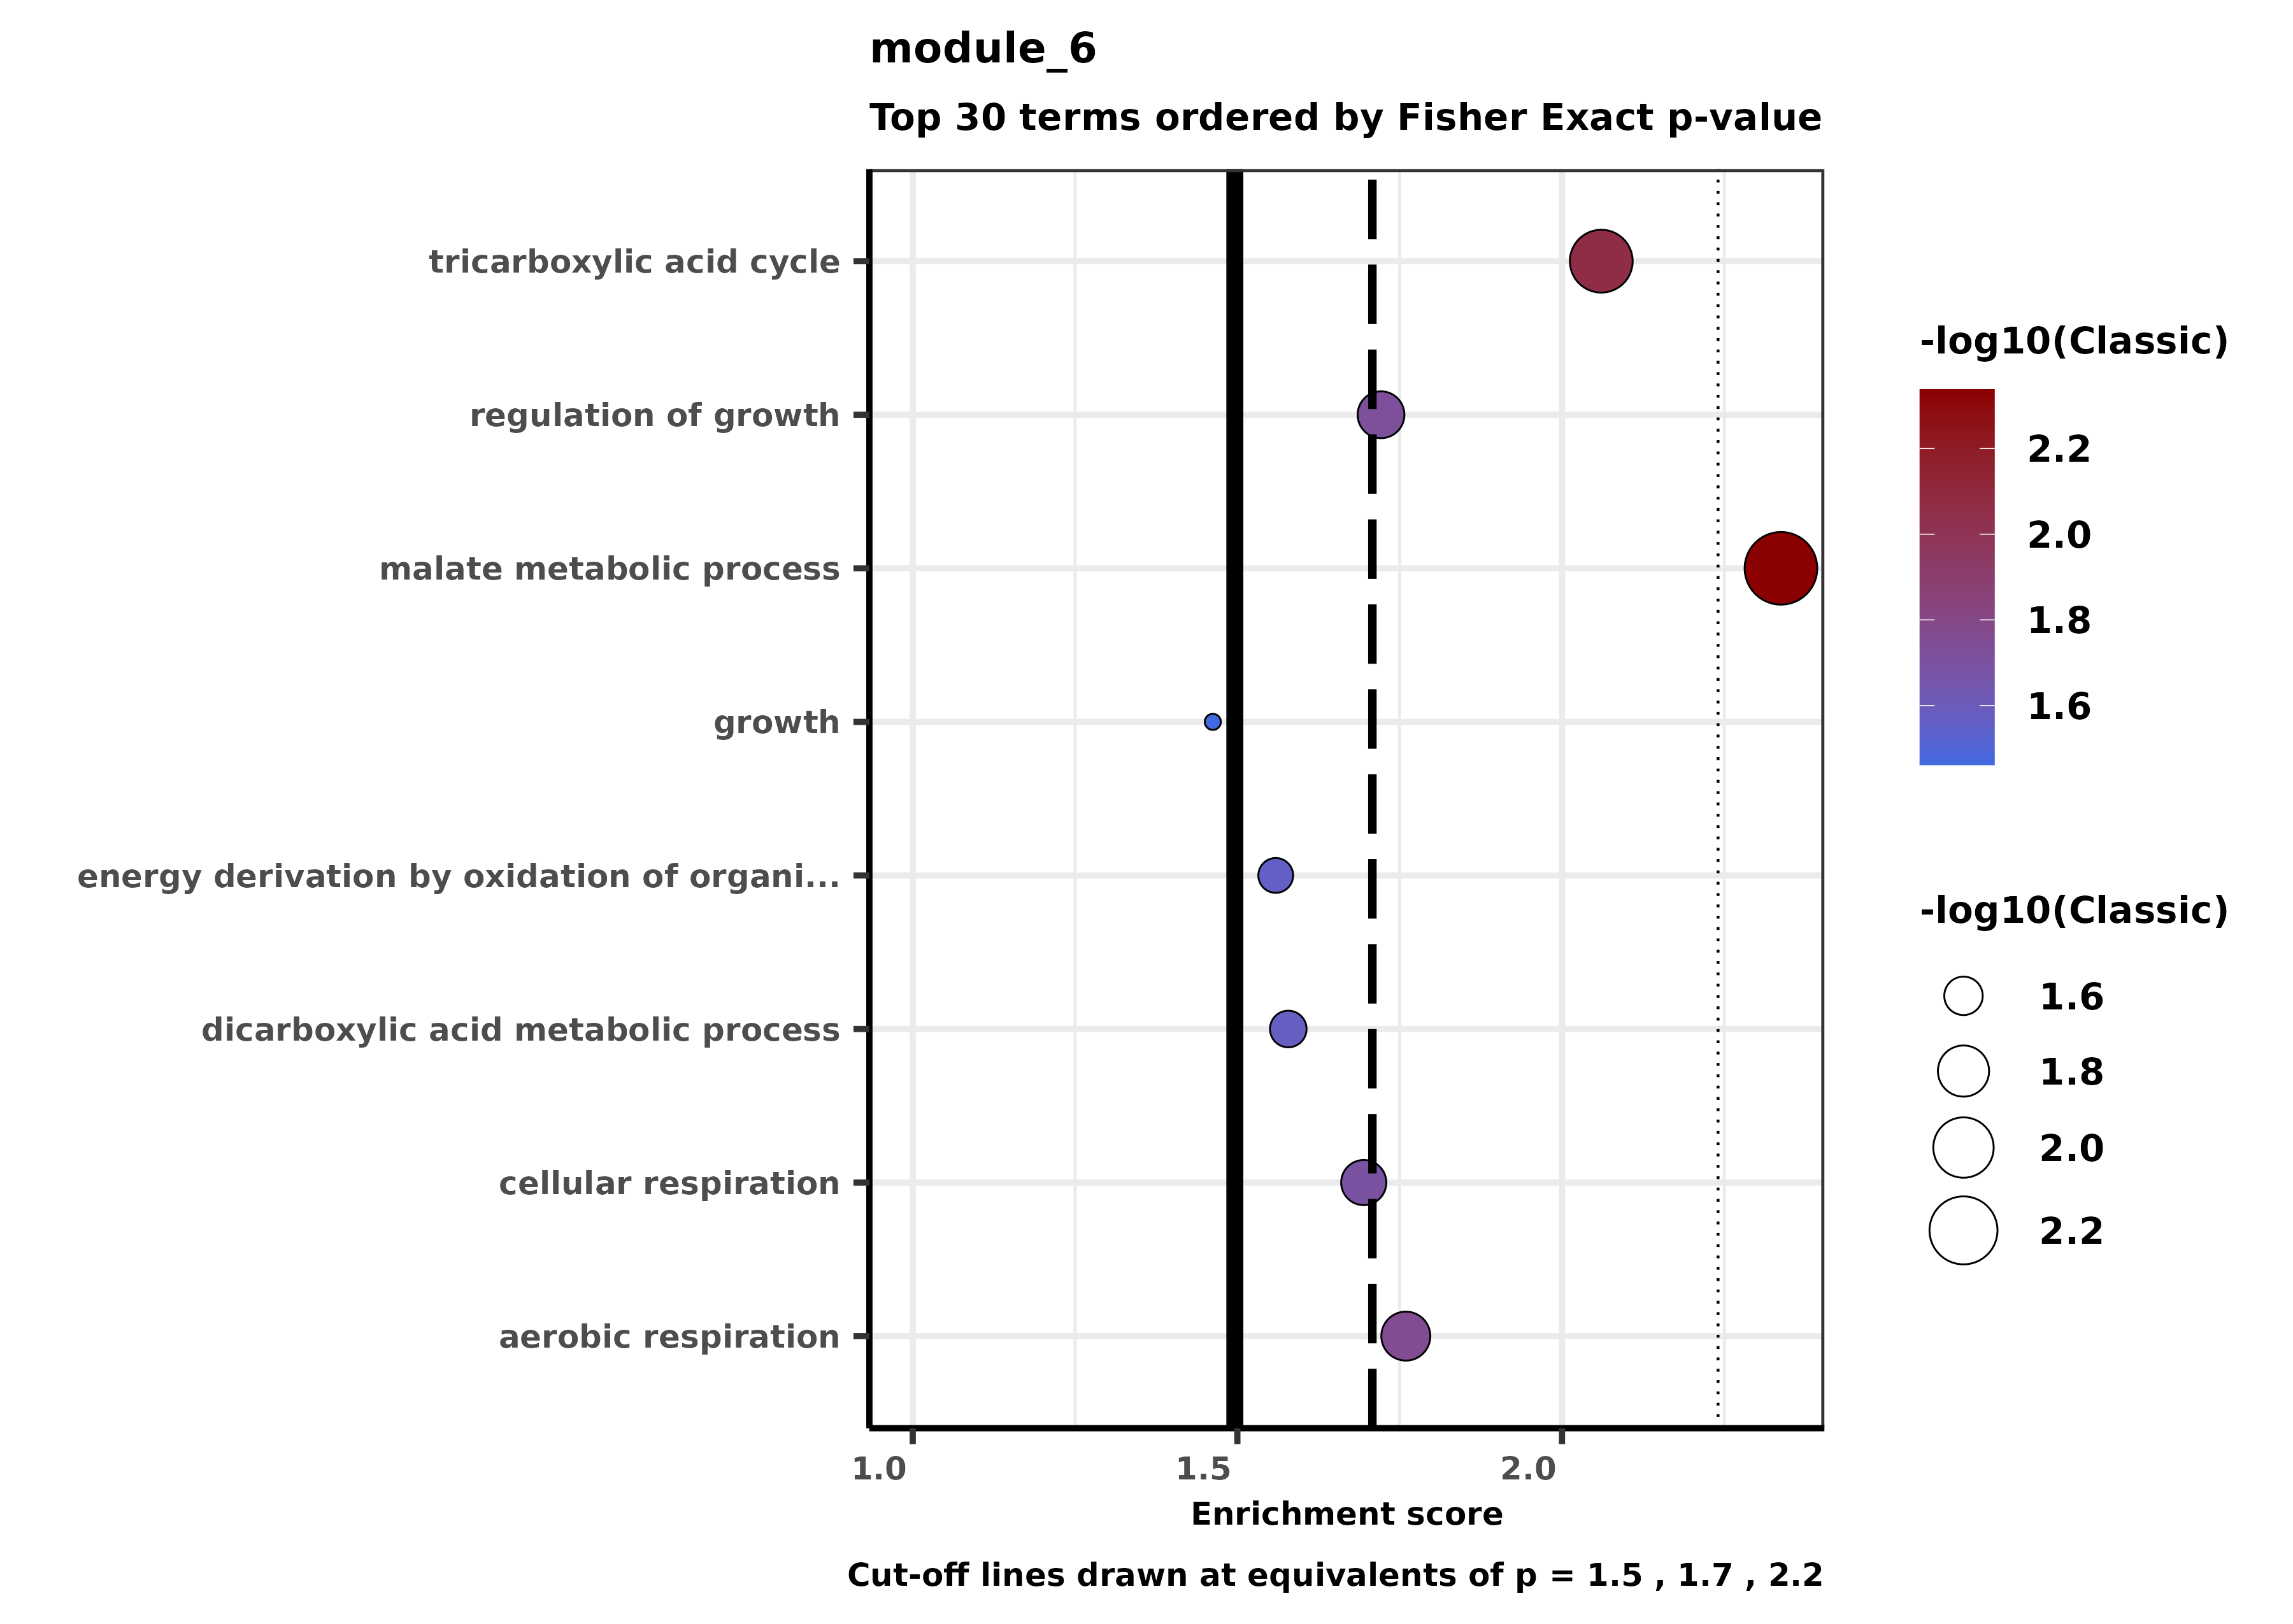 module_6
Top 30 terms ordered by Fisher Exact p-value
tricarboxylic acid cycle
regulation of growth
malate metabolic process
growth
energy derivation by oxidation of organi...
dicarboxylic acid metabolic process
cellular respiration
aerobic respiration
1.0 1.5 2.0
Enrichment score
Cut-off lines drawn at equivalents of p = 1.5 , 1.7 , 2.2
-log10(Classic)
2.2
2.0
1.8
1.6
-log10(Classic)
1.6
1.8
2.0
2.2